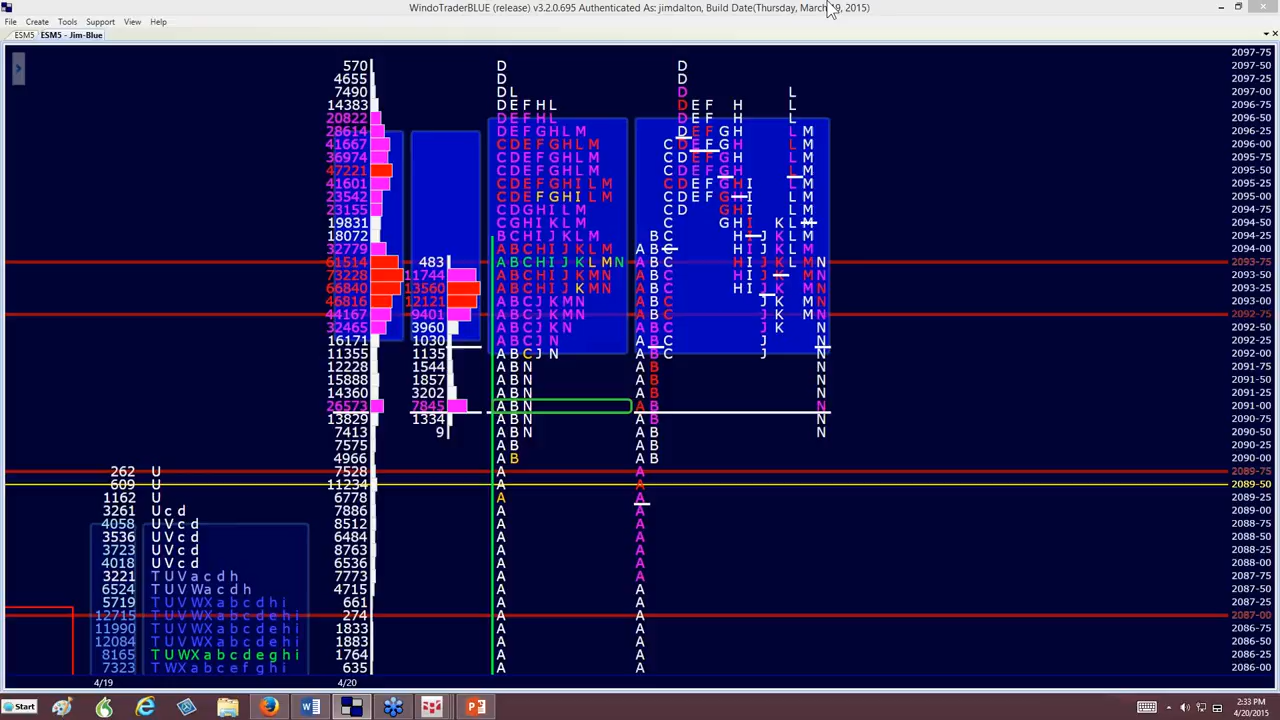 WindoTraderBLUE (release) v3.2.0.695 Authenticated As: jimdalton, Build Date(Thursday, March 19, 2015)
File Create Tools Support View Help
ESM5 ESM5 - Jim-Blue
2097-75
570 D D 2097-50
4655 D D 2097-25
7490 D L D L 2097-00
14383 D E F H L D E F H L 2096-75
20822 D E F H L D E F H L 2096-50
28614 D E F G H L M D E F G H L M 2096-25
41667 C D E F G H L M C D E F G H L M 2096-00
36974 C D E F G H L M C D E F G H L M 2095-75
47221 C D E F G H L M C D E F G H L M 2095-50
41601 C D E F G H I L M C D E F G H I L M 2095-25
23542 C D E F G H I L M C D E F G H I L M 2095-00
23155 C D G H I L M C D G H I L M 2094-75
19831 C G H I K L M C G H I K L M 2094-50
18072 B C H I J K L M B C H I J K L M 2094-25
32779 A B C H I J K L M A B C H I J K L M 2094-00
61514 483 A B C H I J K L M N A B C H I J K L M N 2093-75
73228 11744 A B C H I J K M N A B C H I J K M N 2093-50
66840 13560 A B C H I J K M N A B C H I J K M N 2093-25
46816 12121 A B C J K M N A B C J K M N 2093-00
44167 9401 A B C J K M N A B C J K M N 2092-75
32465 3960 A B C J K N A B C J K N 2092-50
16171 1030 A B C J N A B C J N 2092-25
11355 1135 A B C J N A B C J N 2092-00
12228 1544 A B N A B N 2091-75
15888 1857 A B N A B N 2091-50
14360 3202 A B N A B N 2091-25
26573 7845 A B N A B N 2091-00
13829 1334 A B N A B N 2090-75
7413 9 A B N A B N 2090-50
7575 A B A B 2090-25
4966 A B A B 2090-00
262 U 7528 A A 2089-75
609 U 11234 A A 2089-50
1162 U 6778 A A 2089-25
3261 U c d 7886 A A 2089-00
4058 U V c d 8512 A A 2088-75
3536 U V c d 6484 A A 2088-50
3723 U V c d 8763 A A 2088-25
4018 U V c d 6536 A A 2088-00
3221 T U V a c d h 7773 A A 2087-75
6524 T U V W a c d h 4715 A A 2087-50
5719 T U V W X a b c d h i 661 A A 2087-25
12715 T U V W X a b c d e h i 274 A A 2087-00
11990 T U V W X a b c d e h i 1833 A A 2086-75
12084 T U V W X a b c d e h i 1883 A A 2086-50
8165 T U W X a b c d e g h i 1764 A A 2086-25
7323 T W X a b c e f g h i 635 A A 2086-00
4/19 4/20
Start
2:33 PM
4/20/2015